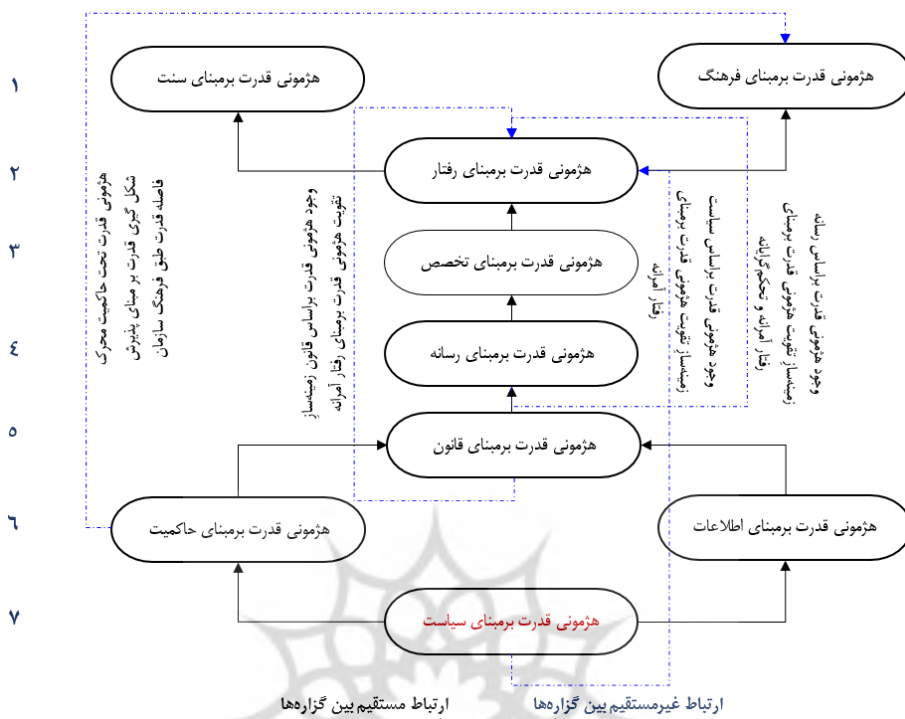 ۱
هژمونی قدرت برمبنای فرهنگ
هژمونی قدرت برمبنای سنت
۲
هژمونی قدرت برمبنای رفتار
۳
هژمونی قدرت برمبنای تخصص
٤
هژمونی قدرت برمبنای رسانه
۵
هژمونی قدرت برمبنای قانون
٦
هژمونی قدرت برمبنای اطلاعات
هژمونی قدرت برمبنای حاکمیت
۷
هژمونی قدرت برمبنای سیاست
وجود هژمونی قدرت براساس رسانه
زمینه‌سازِ تقویت هژمونی قدرت برمبنای
رفتار آمرانه و تحکم‌گرایانه
وجود هژمونی قدرت براساس سیاست
زمینه‌سازِ تقویت هژمونی قدرت برمبنای
رفتار آمرانه
وجود هژمونی قدرت براساس قانون زمینه‌سازِ
تقویت هژمونی قدرت برمبنای رفتار آمرانه
هژمونی قدرت تحت حاکمیت محرک
شکل گیری قدرت بر مبنای پذیرش
فاصله قدرت طبق فرهنگ سازمان
ارتباط غیرمستقیم بین گزاره‌ها
ارتباط مستقیم بین گزاره‌ها